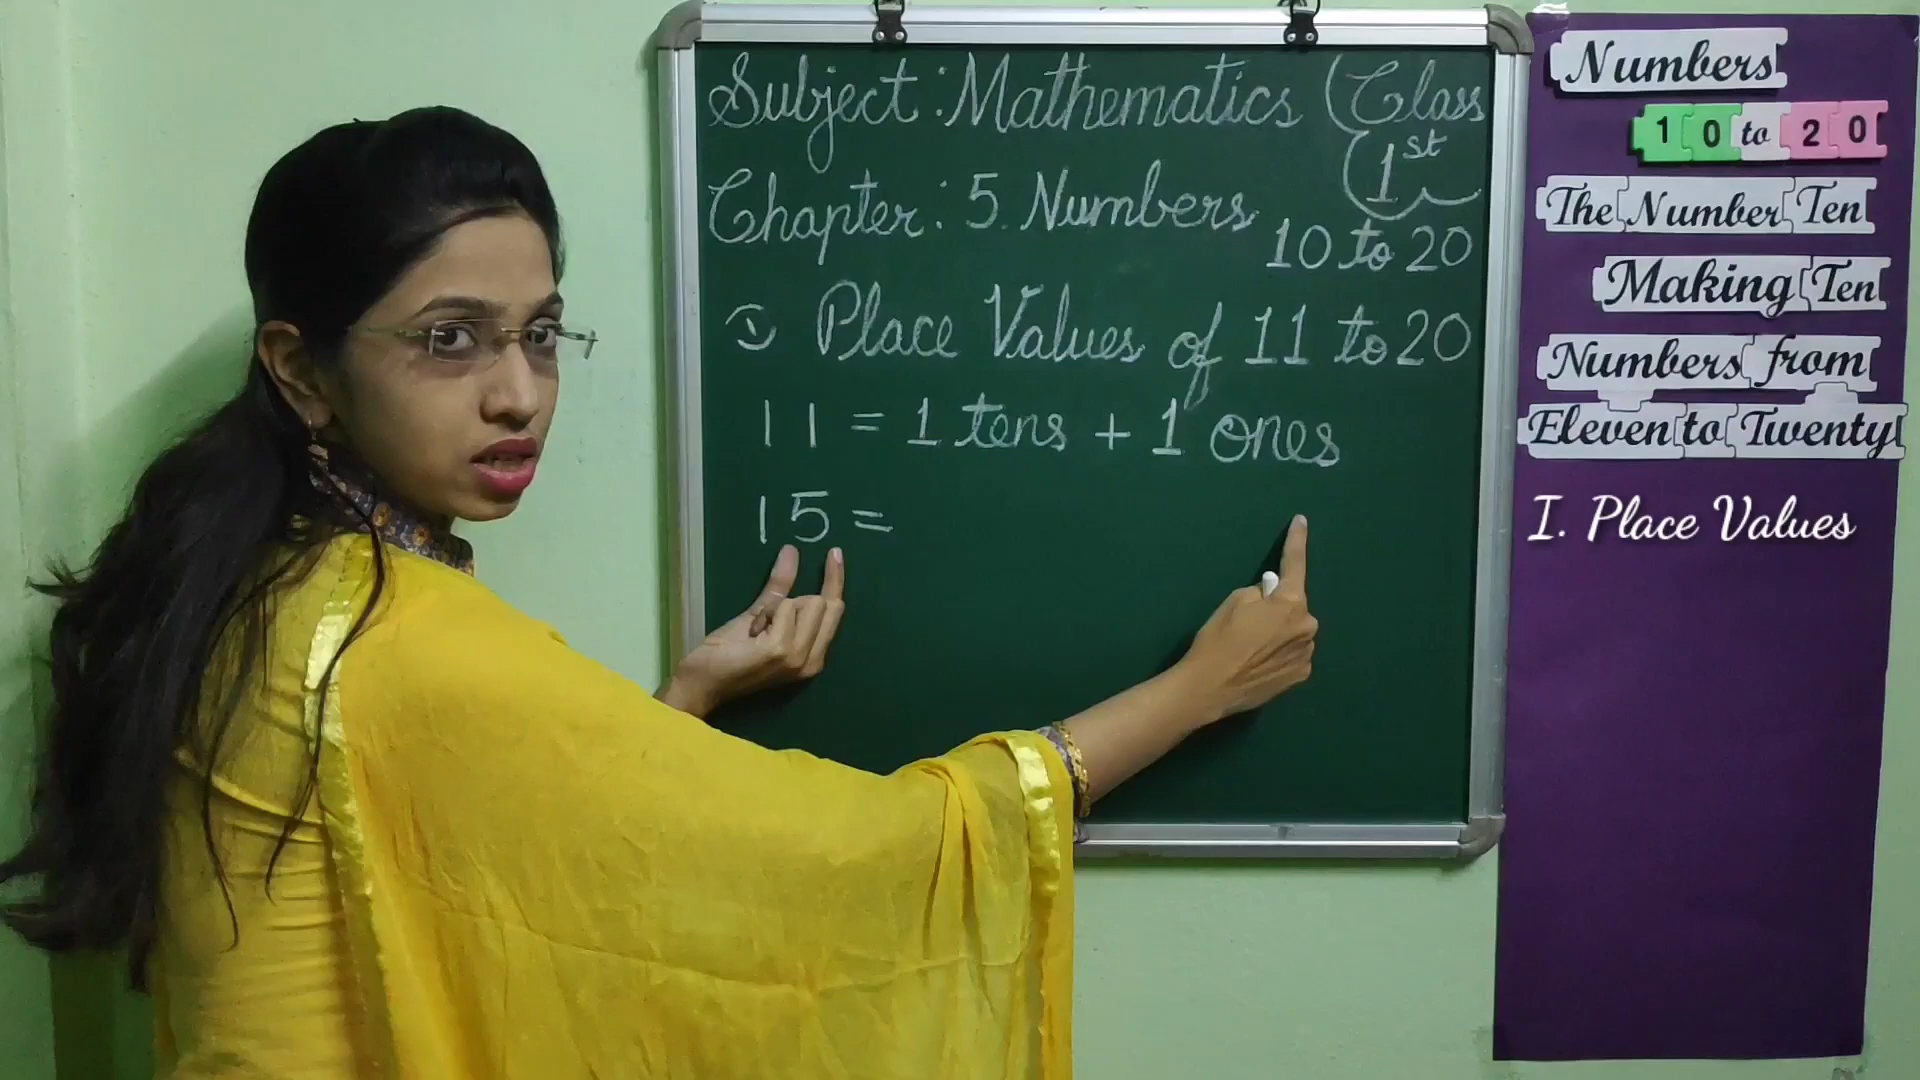 Subject : Mathematics (Class
1st
Chapter : 5. Numbers
10 to 20
1) Place Values of 11 to 20
11 = 1 tens + 1 ones
15 =
Numbers
10 to 20
The Number Ten
Making Ten
Numbers from
Eleven to Twenty
I. Place Values